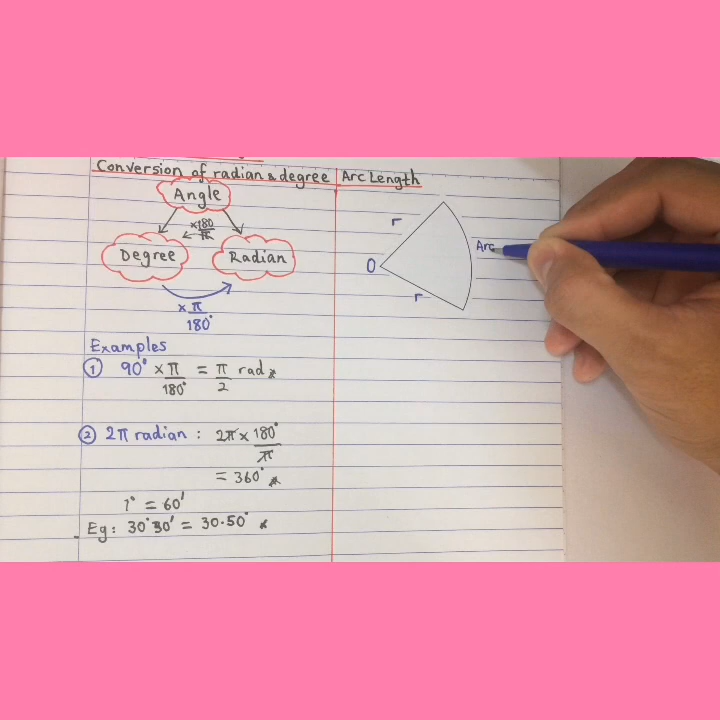 Conversion of radian & degree
Angle
×180
π
Degree
Radian
× π
180°
Examples
① 90° × π = π rad
180° 2
② 2π radian : 2π × 180°
π
= 360°
1° = 60'
Eg: 30°30' = 30.50°
Arc Length
r
O
Arc
r